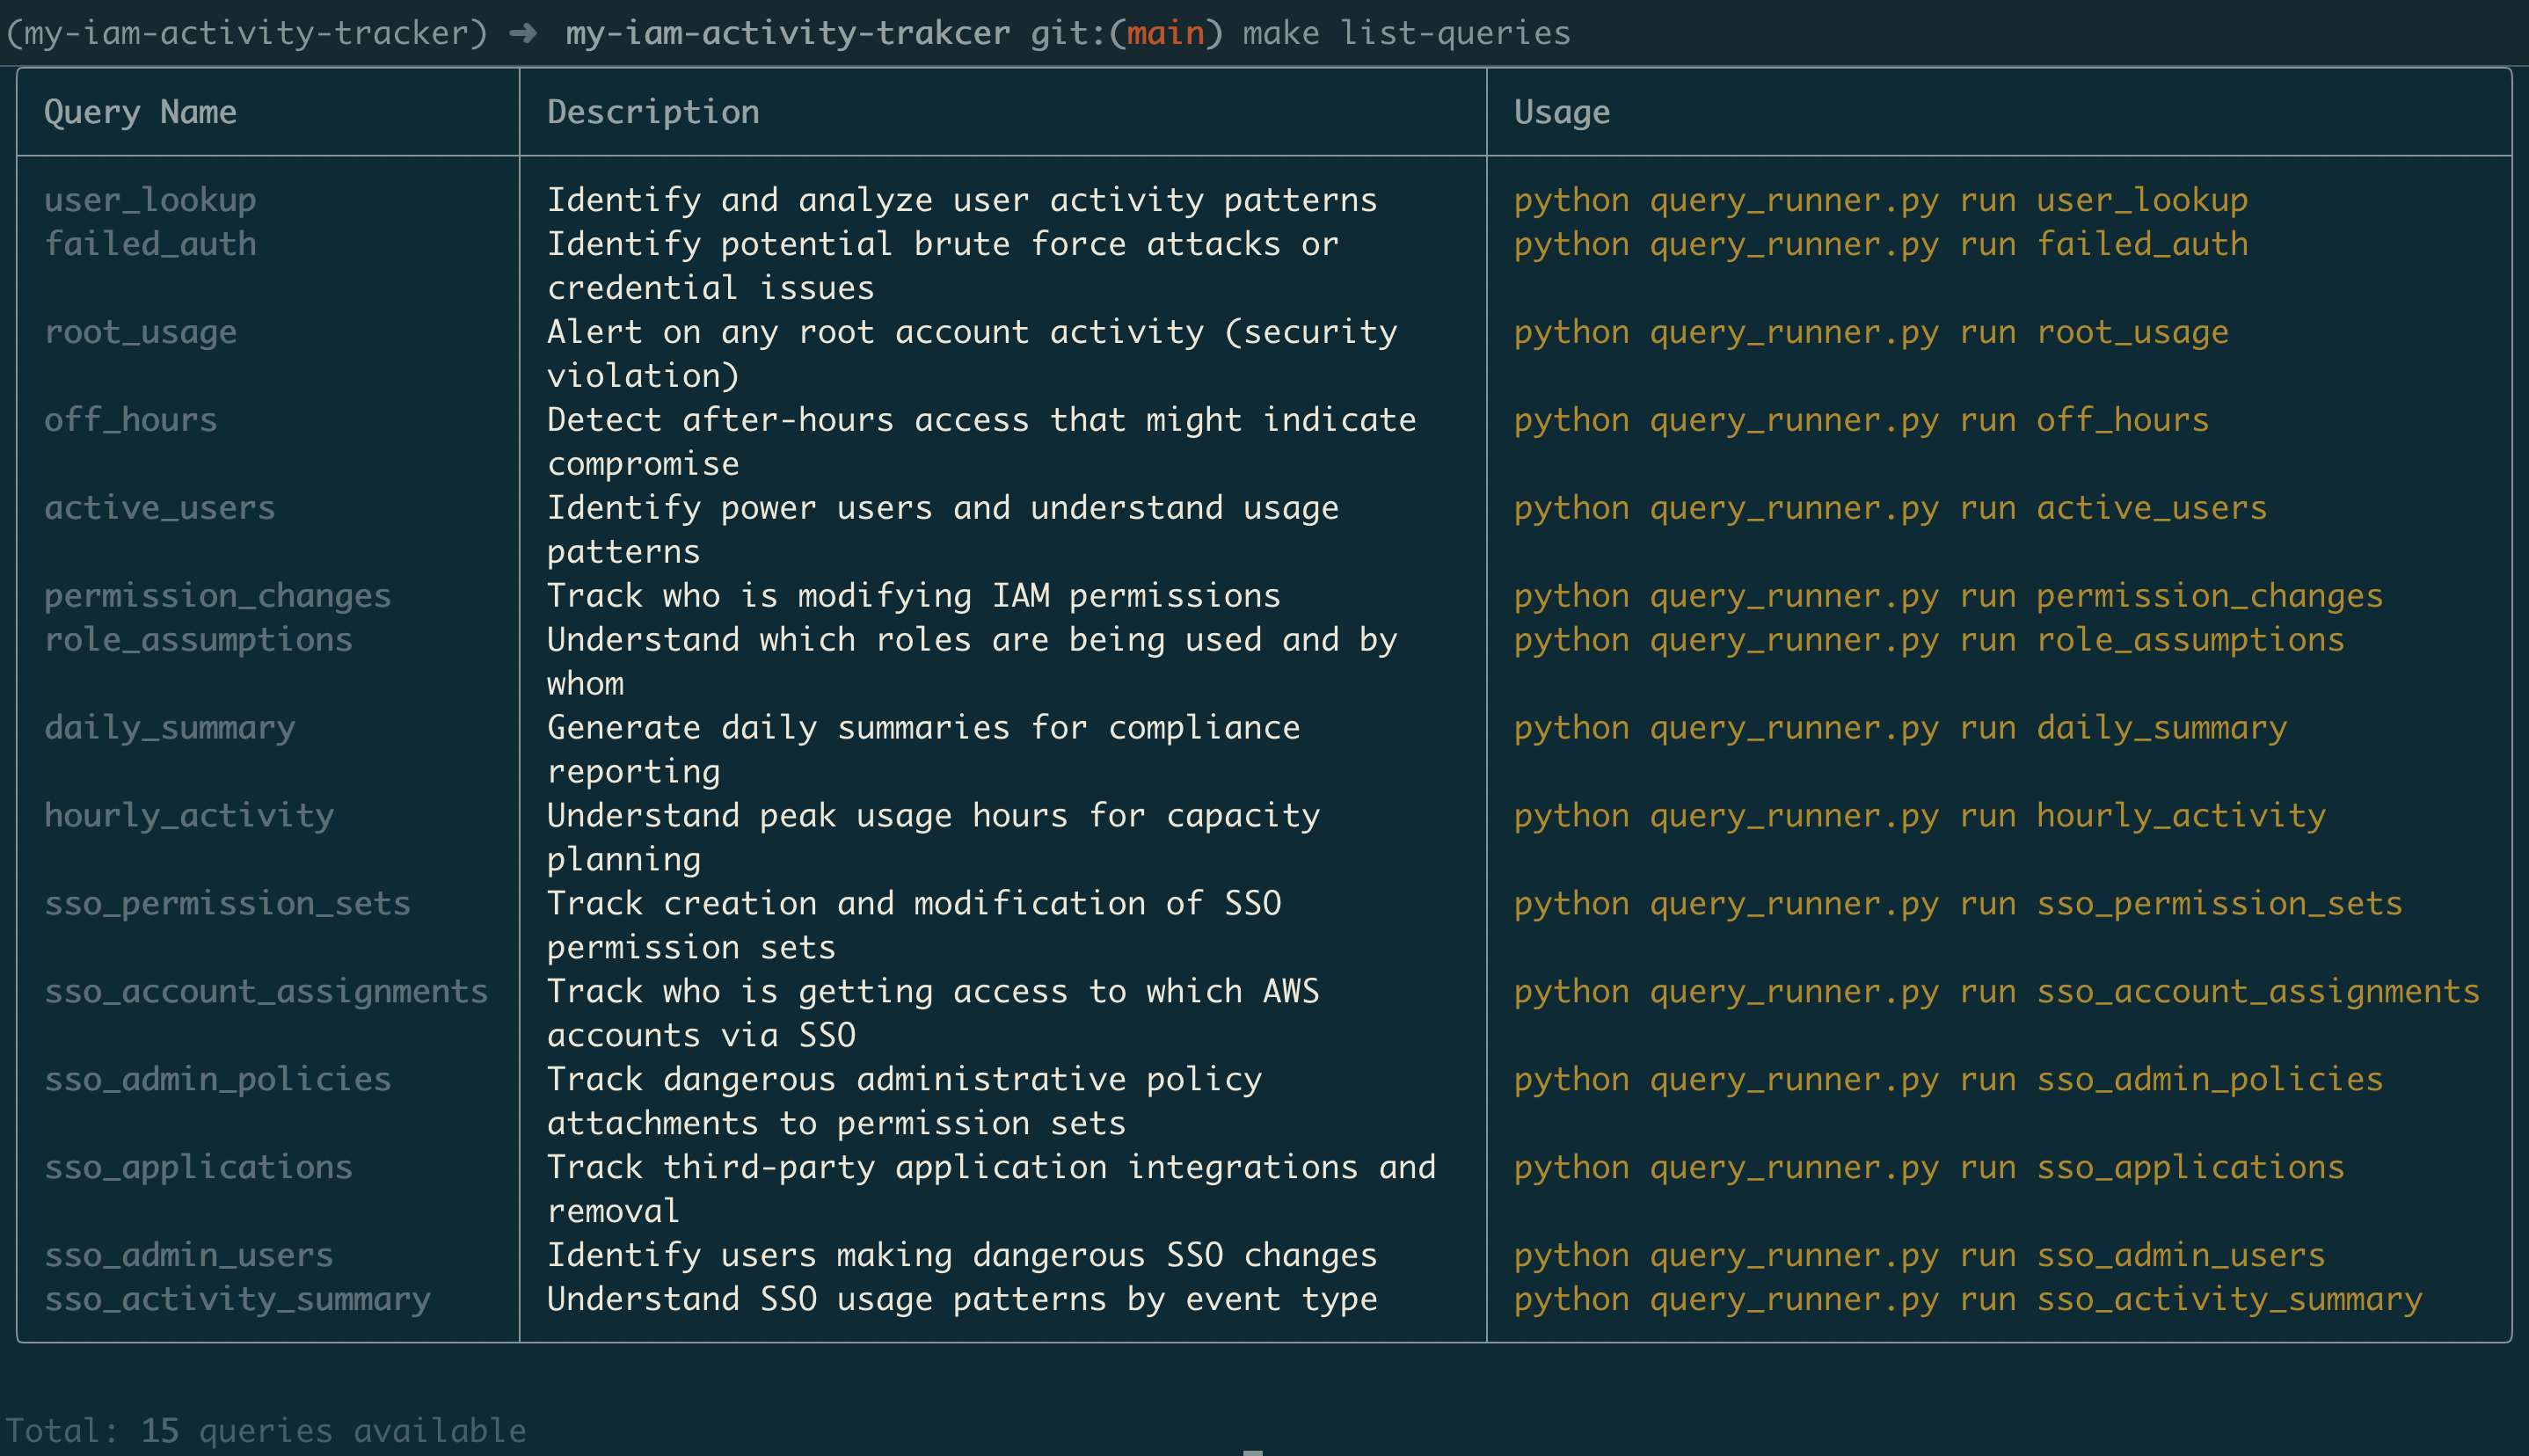 (my-iam-activity-tracker) ➜ my-iam-activity-trakcer git:(main) make list-queries
Query Name Description Usage
user_lookup Identify and analyze user activity patterns python query_runner.py run user_lookup
failed_auth Identify potential brute force attacks or python query_runner.py run failed_auth
credential issues
root_usage Alert on any root account activity (security python query_runner.py run root_usage
violation)
off_hours Detect after-hours access that might indicate python query_runner.py run off_hours
compromise
active_users Identify power users and understand usage python query_runner.py run active_users
patterns
permission_changes Track who is modifying IAM permissions python query_runner.py run permission_changes
role_assumptions Understand which roles are being used and by python query_runner.py run role_assumptions
whom
daily_summary Generate daily summaries for compliance python query_runner.py run daily_summary
reporting
hourly_activity Understand peak usage hours for capacity python query_runner.py run hourly_activity
planning
sso_permission_sets Track creation and modification of SSO python query_runner.py run sso_permission_sets
permission sets
sso_account_assignments Track who is getting access to which AWS python query_runner.py run sso_account_assignments
accounts via SSO
sso_admin_policies Track dangerous administrative policy python query_runner.py run sso_admin_policies
attachments to permission sets
sso_applications Track third-party application integrations and python query_runner.py run sso_applications
removal
sso_admin_users Identify users making dangerous SSO changes python query_runner.py run sso_admin_users
sso_activity_summary Understand SSO usage patterns by event type python query_runner.py run sso_activity_summary
Total: 15 queries available